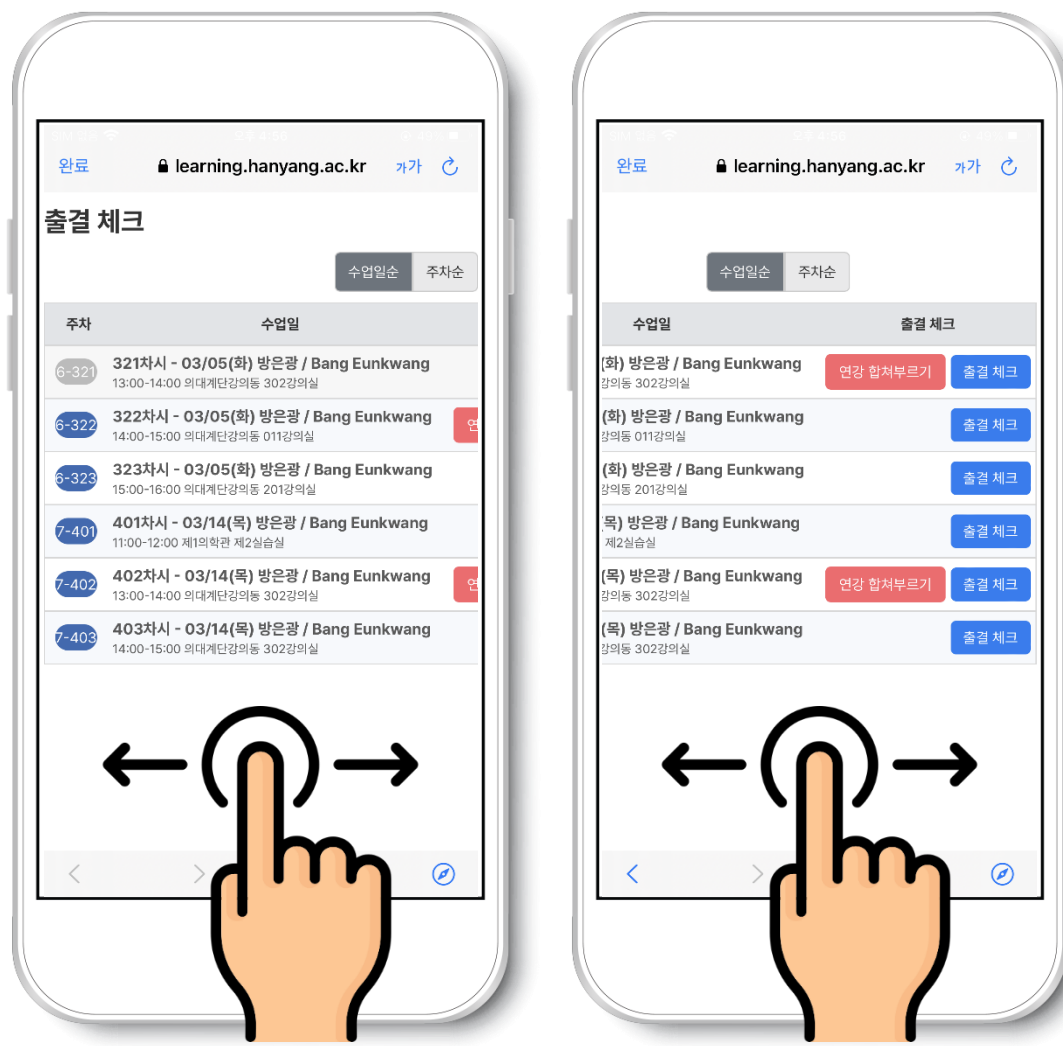 완료 learning.hanyang.ac.kr 가가
출결 체크
수업일순 주차순
주차 수업일
6-321 321차시 - 03/05(화) 방은광 / Bang Eunkwang
13:00-14:00 의대계단강의동 302강의실
6-322 322차시 - 03/05(화) 방은광 / Bang Eunkwang 연
14:00-15:00 의대계단강의동 011강의실
6-323 323차시 - 03/05(화) 방은광 / Bang Eunkwang
15:00-16:00 의대계단강의동 201강의실
7-401 401차시 - 03/14(목) 방은광 / Bang Eunkwang
11:00-12:00 제1의학관 제2실습실
7-402 402차시 - 03/14(목) 방은광 / Bang Eunkwang 연
13:00-14:00 의대계단강의동 302강의실
7-403 403차시 - 03/14(목) 방은광 / Bang Eunkwang
14:00-15:00 의대계단강의동 302강의실
완료 learning.hanyang.ac.kr 가가
수업일순 주차순
수업일 출결 체크
(화) 방은광 / Bang Eunkwang 연강 합쳐부르기 출결 체크
강의동 302강의실
(화) 방은광 / Bang Eunkwang 출결 체크
강의동 011강의실
(화) 방은광 / Bang Eunkwang 출결 체크
강의동 201강의실
(목) 방은광 / Bang Eunkwang 출결 체크
제2실습실
(목) 방은광 / Bang Eunkwang 연강 합쳐부르기 출결 체크
강의동 302강의실
(목) 방은광 / Bang Eunkwang 출결 체크
강의동 302강의실